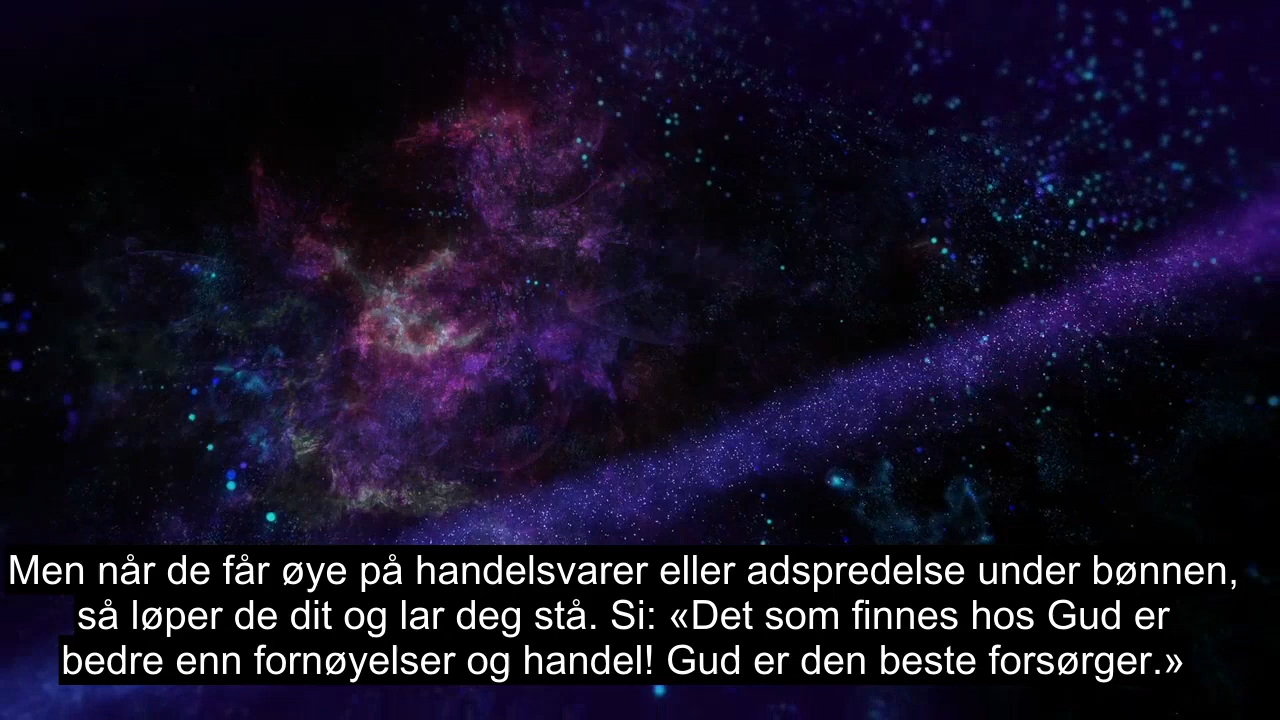 Men når de får øye på handelsvarer eller adspredelse under bønnen,
så løper de dit og lar deg stå. Si: «Det som finnes hos Gud er
bedre enn fornøyelser og handel! Gud er den beste forsørger.»